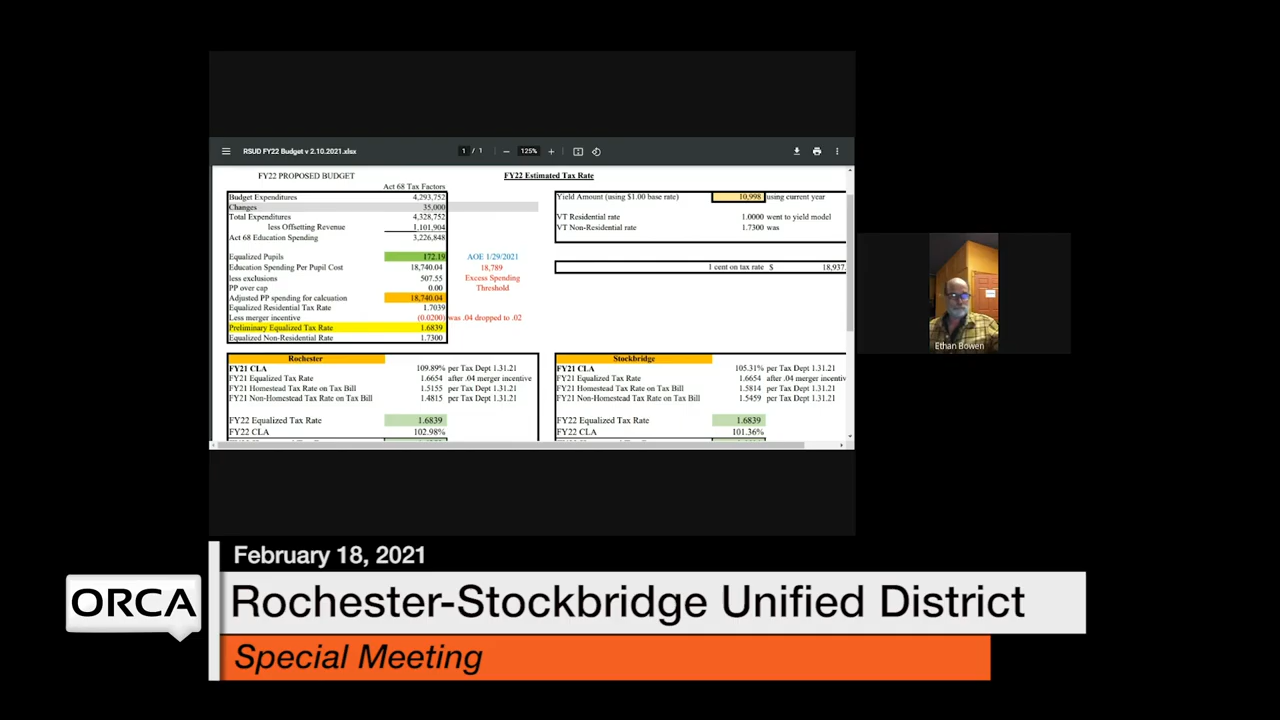 RSUD FY22 Budget v 2.10.2021.xlsx
1 / 1
125%
FY22 PROPOSED BUDGET
FY22 Estimated Tax Rate
Act 68 Tax Factors
Budget Expenditures 4,293,752
Changes 35,000
Total Expenditures 4,328,752
less Offsetting Revenue 1,101,904
Act 68 Education Spending 3,226,848
Equalized Pupils 172.19 AOE 1/29/2021
Education Spending Per Pupil Cost 18,740.04 18,789
less exclusions 507.55 Excess Spending
PP over cap 0.00 Threshold
Adjusted PP spending for calcuation 18,740.04
Equalized Residential Tax Rate 1.7039
Less merger incentive (0.0200) was .04 dropped to .02
Preliminary Equalized Tax Rate 1.6839
Equalized Non-Residential Rate 1.7300
Yield Amount (using $1.00 base rate) 10,998 using current year
VT Residential rate 1.0000 went to yield model
VT Non-Residential rate 1.7300 was
1 cent on tax rate $ 18,937.
Rochester
FY21 CLA 109.89% per Tax Dept 1.31.21
FY21 Equalized Tax Rate 1.6654 after .04 merger incentive
FY21 Homestead Tax Rate on Tax Bill 1.5155 per Tax Dept 1.31.21
FY21 Non-Homestead Tax Rate on Tax Bill 1.4815 per Tax Dept 1.31.21
FY22 Equalized Tax Rate 1.6839
FY22 CLA 102.98%
Stockbridge
FY21 CLA 105.31% per Tax Dept 1.31.21
FY21 Equalized Tax Rate 1.6654 after .04 merger incentiv
FY21 Homestead Tax Rate on Tax Bill 1.5814 per Tax Dept 1.31.21
FY21 Non-Homestead Tax Rate on Tax Bill 1.5459 per Tax Dept 1.31.21
FY22 Equalized Tax Rate 1.6839
FY22 CLA 101.36%
Ethan Bowen
February 18, 2021
ORCA
Rochester-Stockbridge Unified District
Special Meeting